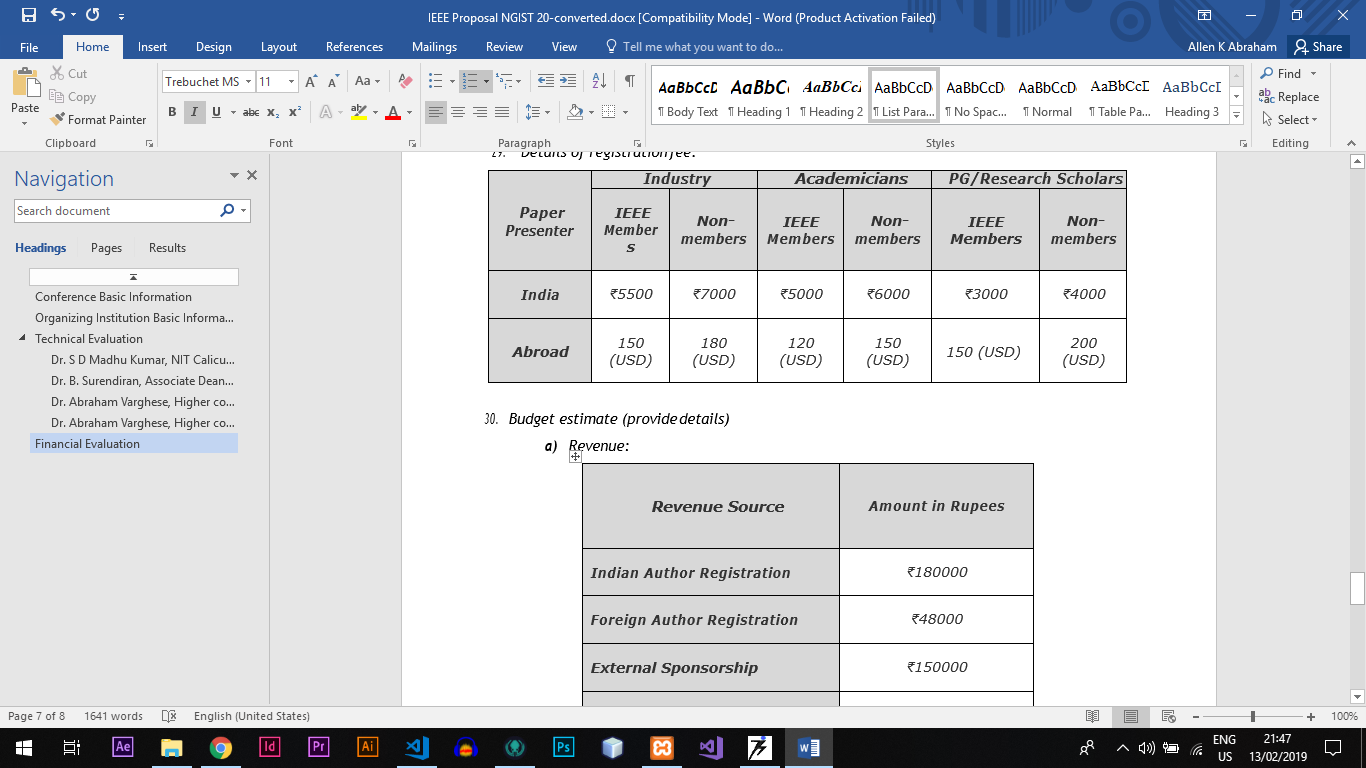 IEEE Proposal NGIST 20-converted.docx [Compatibility Mode] - Word (Product Activation Failed)
File Home Insert Design Layout References Mailings Review View Tell me what you want to do... Allen K Abraham Share
Paste
Cut
Copy
Format Painter
Clipboard
Trebuchet MS 11
Font
Paragraph
AaBbCcD AaBbC AaBbCcI AaBbCcD AaBbCcD AaBbCcD AaBbCcD AaBbCcI
¶ Body Text ¶ Heading 1 ¶ Heading 2 ¶ List Para... ¶ No Spac... ¶ Normal ¶ Table Pa... Heading 3
Styles
Find
Replace
Select
Editing
Navigation
Search document
Headings Pages Results
Conference Basic Information
Organizing Institution Basic Informa...
Technical Evaluation
Dr. S D Madhu Kumar, NIT Calicu...
Dr. B. Surendiran, Associate Dean...
Dr. Abraham Varghese, Higher co...
Dr. Abraham Varghese, Higher co...
Financial Evaluation
29. Details of registration fee:
Industry Academicians PG/Research Scholars
Paper
Presenter
IEEE
Member
s
Non-
members
IEEE
Members
Non-
members
IEEE
Members
Non-
members
India ₹5500 ₹7000 ₹5000 ₹6000 ₹3000 ₹4000
Abroad
150
(USD)
180
(USD)
120
(USD)
150
(USD)
150 (USD)
200
(USD)
30. Budget estimate (provide details)
a) Revenue:
Revenue Source Amount in Rupees
Indian Author Registration ₹180000
Foreign Author Registration ₹48000
External Sponsorship ₹150000
Page 7 of 8 1641 words English (United States) 100%
Ae Id Pr Ai Ps
ENG
US
21:47
13/02/2019